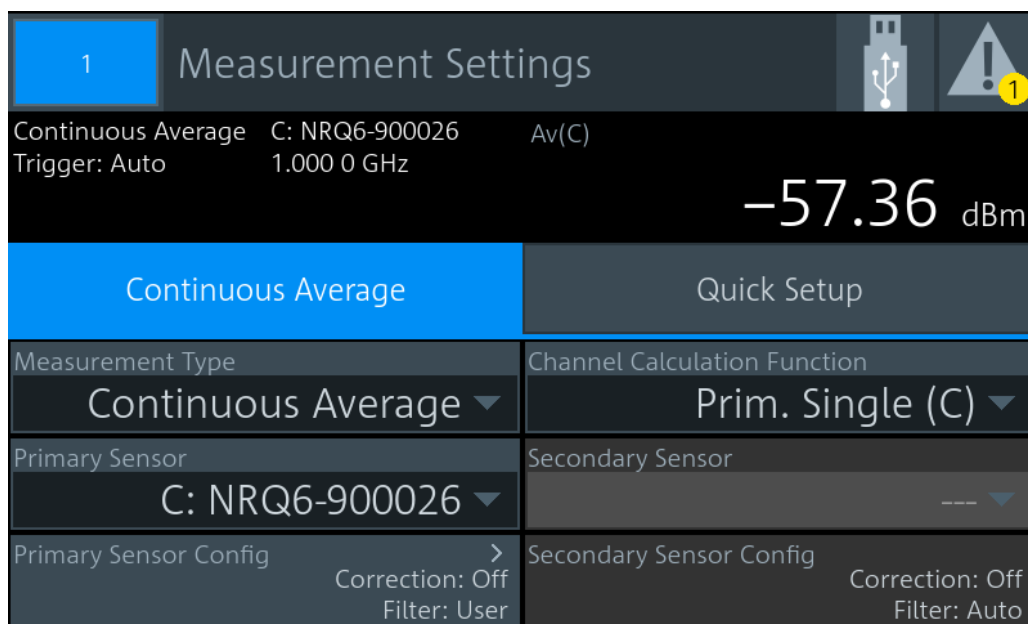 1
Measurement Settings
1
Continuous Average C: NRQ6-900026 Av(C)
Trigger: Auto 1.000 0 GHz
−57.36 dBm
Continuous Average
Quick Setup
Measurement Type
Continuous Average
Channel Calculation Function
Prim. Single (C)
Primary Sensor
C: NRQ6-900026
Secondary Sensor
---
Primary Sensor Config >
Correction: Off
Filter: User
Secondary Sensor Config
Correction: Off
Filter: Auto